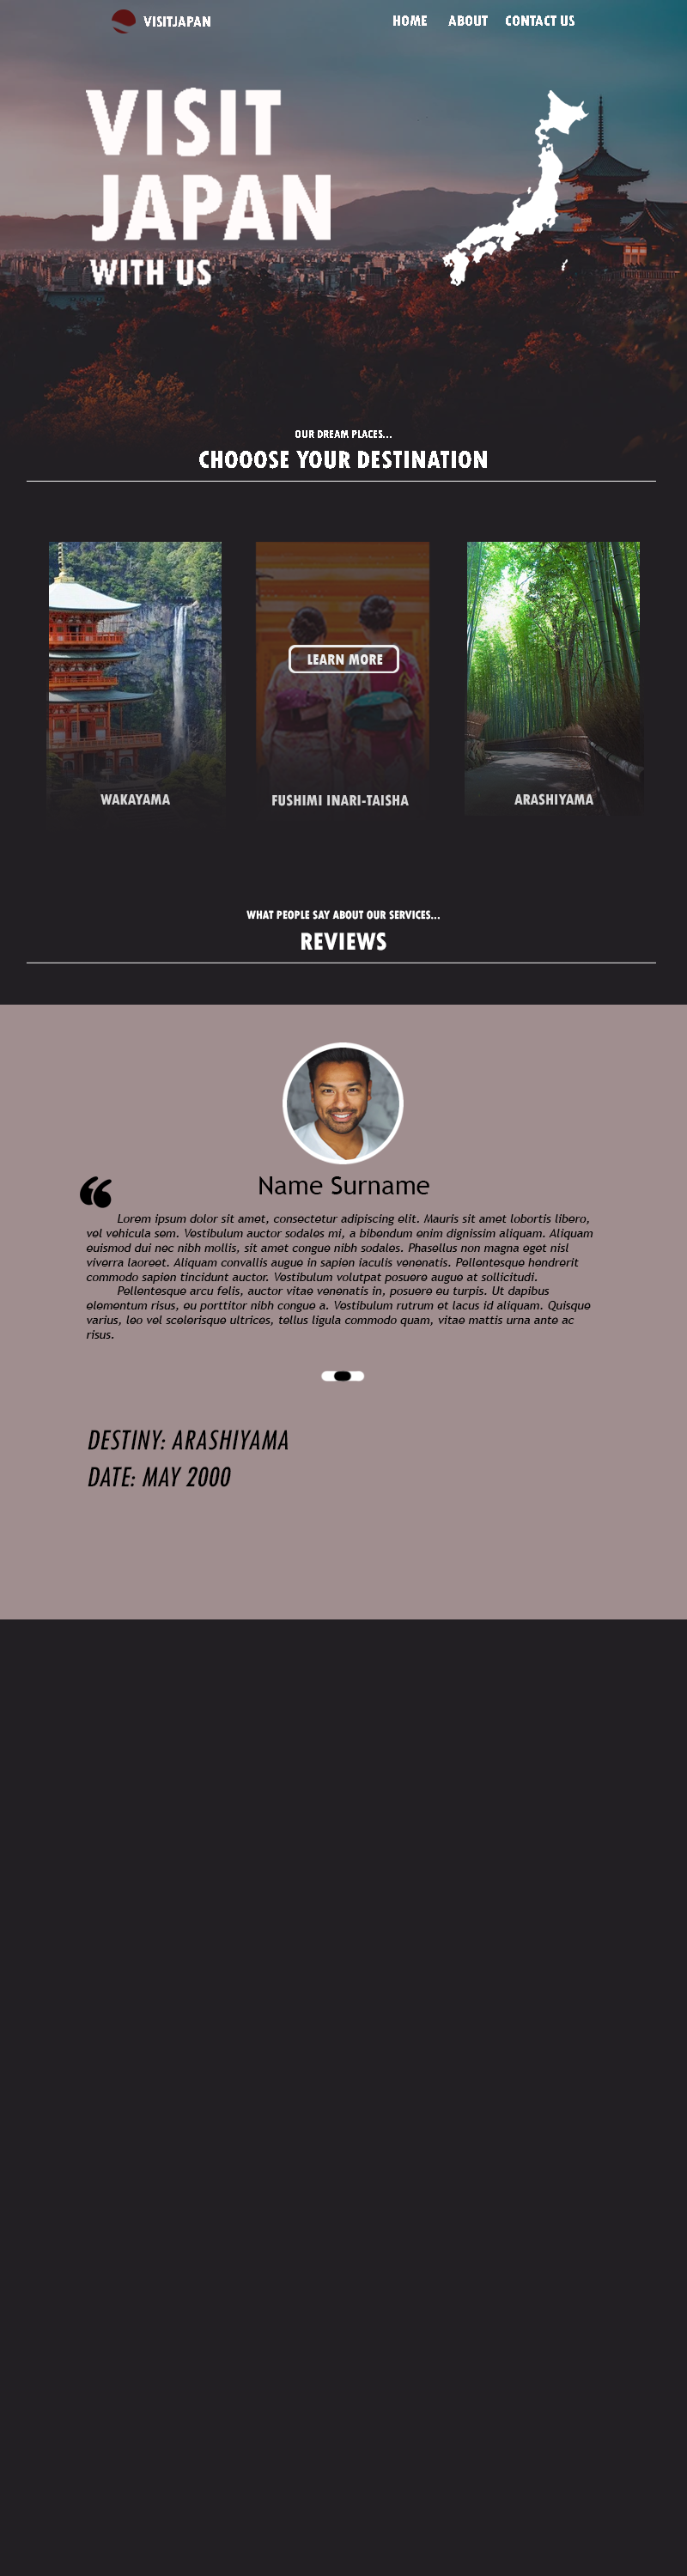 VISITJAPAN
HOME ABOUT CONTACT US
VISIT
JAPAN
WITH US
OUR DREAM PLACES...
CHOOOSE YOUR DESTINATION
LEARN MORE
WAKAYAMA
FUSHIMI INARI-TAISHA
ARASHIYAMA
WHAT PEOPLE SAY ABOUT OUR SERVICES...
REVIEWS
Name Surname
Lorem ipsum dolor sit amet, consectetur adipiscing elit. Mauris sit amet lobortis libero,
vel vehicula sem. Vestibulum auctor sodales mi, a bibendum enim dignissim aliquam. Aliquam
euismod dui nec nibh mollis, sit amet congue nibh sodales. Phasellus non magna eget nisl
viverra laoreet. Aliquam convallis augue in sapien iaculis venenatis. Pellentesque hendrerit
commodo sapien tincidunt auctor. Vestibulum volutpat posuere augue at sollicitudi.
Pellentesque arcu felis, auctor vitae venenatis in, posuere eu turpis. Ut dapibus
elementum risus, eu porttitor nibh congue a. Vestibulum rutrum et lacus id aliquam. Quisque
varius, leo vel scelerisque ultrices, tellus ligula commodo quam, vitae mattis urna ante ac
risus.
DESTINY: ARASHIYAMA
DATE: MAY 2000